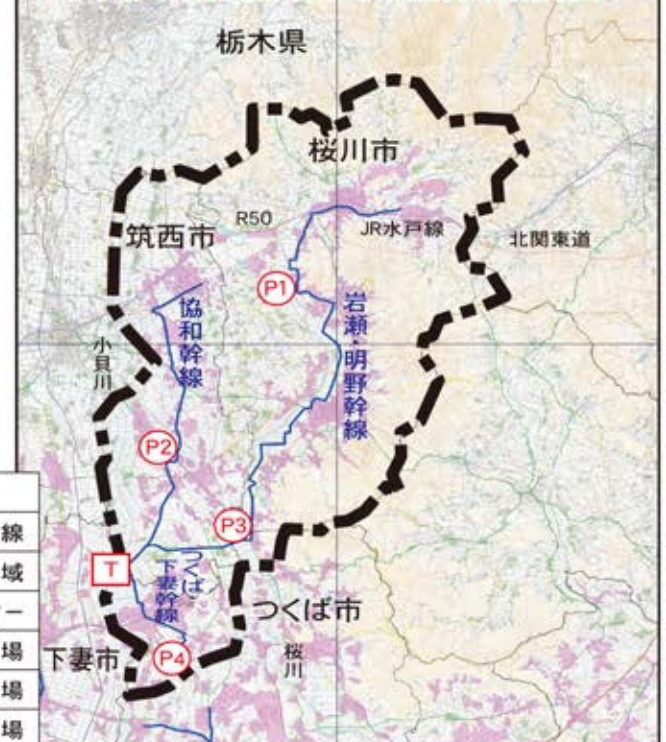 栃木県
桜川市
R50
JR水戸線
筑西市
北関東道
P1
協和幹線
岩瀬・明野幹線
小貝川
P2
P3
線
T
域
つくば・
下妻幹線
ー
つくば市
場
下妻市
P4
桜川
場
場